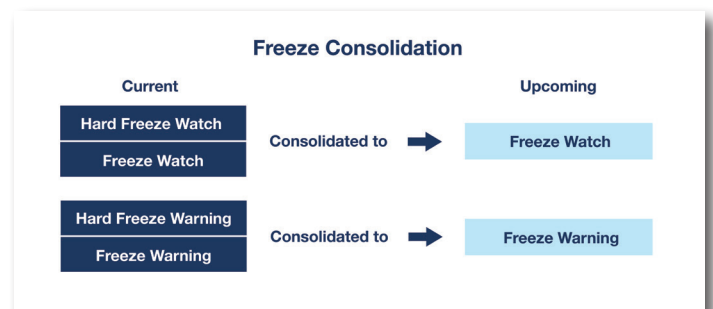 Freeze Consolidation
Current
Upcoming
Hard Freeze Watch
Freeze Watch
Consolidated to
Freeze Watch
Hard Freeze Warning
Freeze Warning
Consolidated to
Freeze Warning